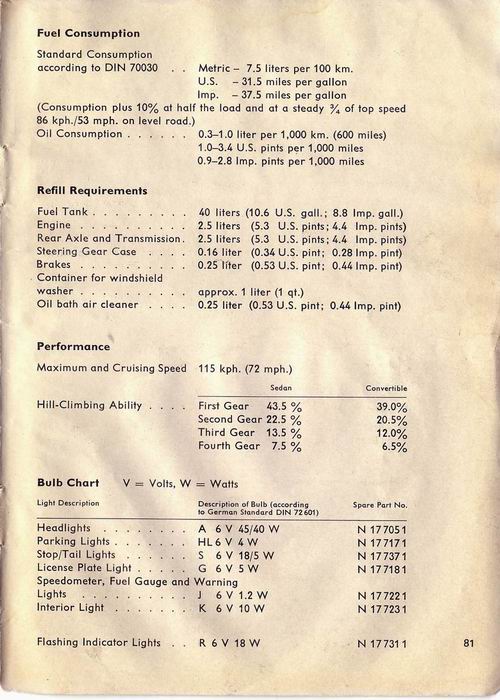 Fuel Consumption
Standard Consumption
according to DIN 70030 . . Metric – 7.5 liters per 100 km.
U.S. – 31.5 miles per gallon
Imp. – 37.5 miles per gallon
(Consumption plus 10% at half the load and at a steady ¾ of top speed
86 kph./53 mph. on level road.)
Oil Consumption . . . . . . 0.3–1.0 liter per 1,000 km. (600 miles)
1.0–3.4 U.S. pints per 1,000 miles
0.9–2.8 Imp. pints per 1,000 miles
Refill Requirements
Fuel Tank . . . . . . . . . 40 liters (10.6 U.S. gall.; 8.8 Imp. gall.)
Engine . . . . . . . . . . 2.5 liters (5.3 U.S. pints; 4.4 Imp. pints)
Rear Axle and Transmission. 2.5 liters (5.3 U.S. pints; 4.4 Imp. pints)
Steering Gear Case . . . . 0.16 liter (0.34 U.S. pint; 0.28 Imp. pint)
Brakes . . . . . . . . . . 0.25 liter (0.53 U.S. pint; 0.44 Imp. pint)
Container for windshield
washer . . . . . . . . . . approx. 1 liter (1 qt.)
Oil bath air cleaner . . . . 0.25 liter (0.53 U.S. pint; 0.44 Imp. pint)
Performance
Maximum and Cruising Speed 115 kph. (72 mph.)
Sedan Convertible
Hill-Climbing Ability . . . . First Gear 43.5 % 39.0%
Second Gear 22.5 % 20.5%
Third Gear 13.5 % 12.0%
Fourth Gear 7.5 % 6.5%
Bulb Chart V = Volts, W = Watts
Light Description Description of Bulb (according Spare Part No.
to German Standard DIN 72601)
Headlights . . . . . . . . A 6 V 45/40 W N 177051
Parking Lights . . . . . . . HL 6 V 4 W N 177171
Stop/Tail Lights . . . . . . S 6 V 18/5 W N 177371
License Plate Light . . . . . G 6 V 5 W N 177181
Speedometer, Fuel Gauge and Warning
Lights . . . . . . . . . . J 6 V 1.2 W N 177221
Interior Light . . . . . . . K 6 V 10 W N 177231
Flashing Indicator Lights . . R 6 V 18 W N 177311 81